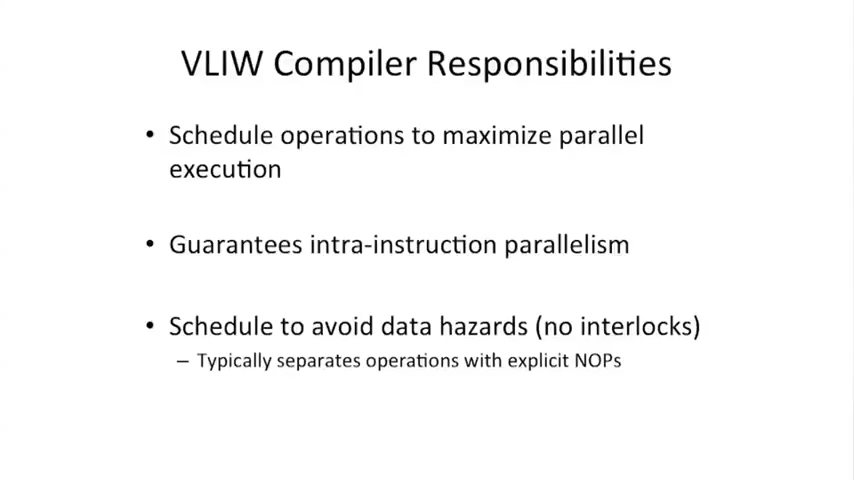 VLIW Compiler Responsibilities
• Schedule operations to maximize parallel
execution
• Guarantees intra-instruction parallelism
• Schedule to avoid data hazards (no interlocks)
– Typically separates operations with explicit NOPs